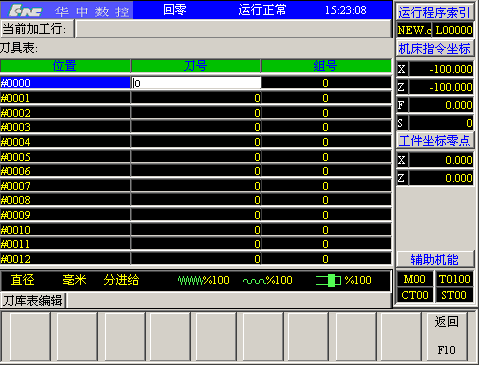 华中数控 回零 运行正常 15:23:08 运行程序索引
当前加工行: NEW.c L00000
刀具表: 机床指令坐标
位置 刀号 组号
#0000 0 0
#0001 0 0
#0002 0 0
#0003 0 0
#0004 0 0
#0005 0 0
#0006 0 0
#0007 0 0
#0008 0 0
#0009 0 0
#0010 0 0
#0011 0 0
#0012 0 0
X -100.000
Z -100.000
F 0.000
S 0
工件坐标零点
X 0.000
Z 0.000
辅助机能
M00 T0100
CT00 ST00
直径 毫米 分进给 %100 %100 %100
刀库表编辑
返回
F10